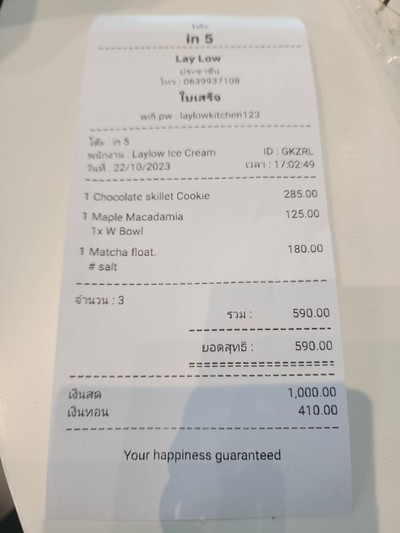 in 5
Lay Low
ประชาชื่น
โทร : 0639937108
ใบเสร็จ
wifi pw : laylowkitchen123
โต๊ะ : in 5
พนักงาน : Laylow Ice Cream ID : GKZRL
วันที่ : 22/10/2023 เวลา : 17:02:49
1 Chocolate skillet Cookie 285.00
1 Maple Macadamia 125.00
1x W Bowl
1 Matcha float. 180.00
# salt
จำนวน : 3
รวม : 590.00
ยอดสุทธิ : 590.00
เงินสด 1,000.00
เงินทอน 410.00
Your happiness guaranteed